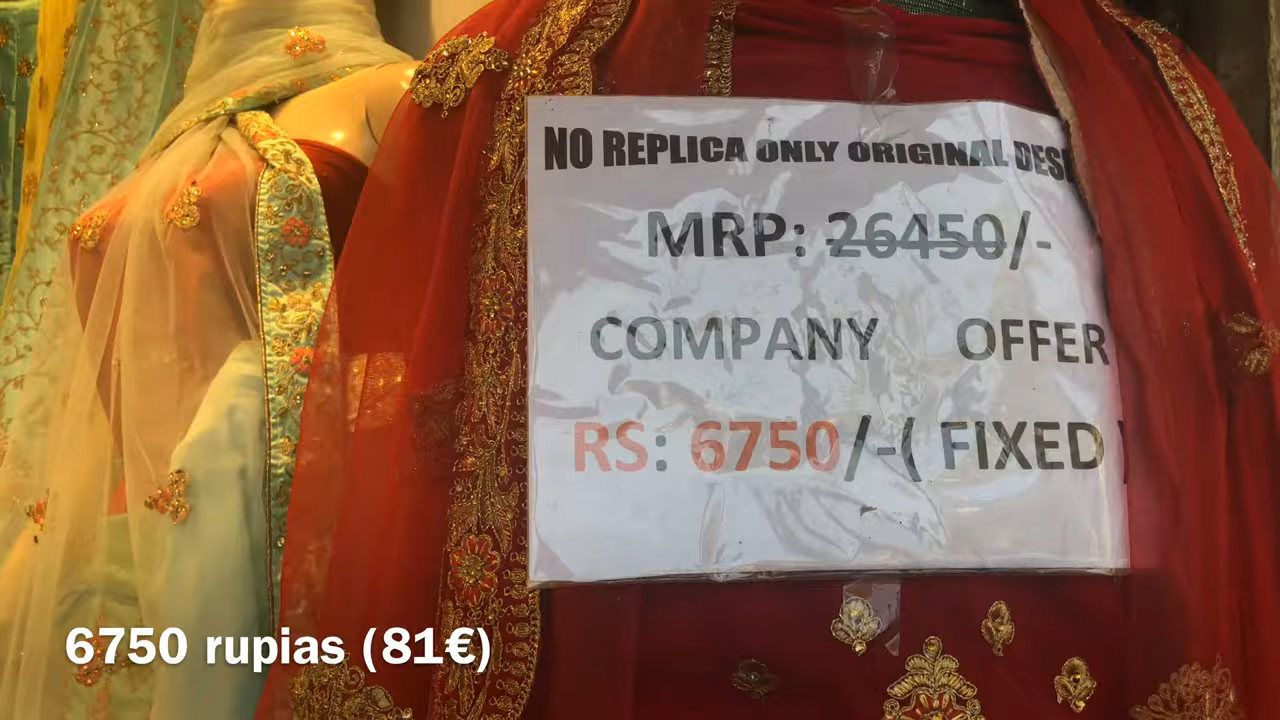 NO REPLICA ONLY ORIGINAL
MRP: 26450/-
COMPANY OFFER
RS: 6750/-( FIXED )
6750 rupias (81€)